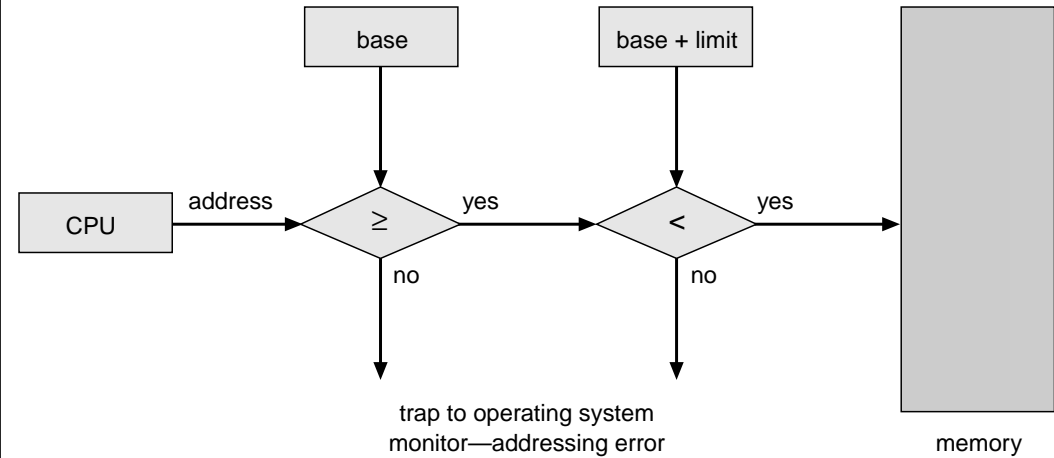 base
base + limit
CPU
address
≥
yes
<
yes
no
no
trap to operating system
monitor—addressing error
memory